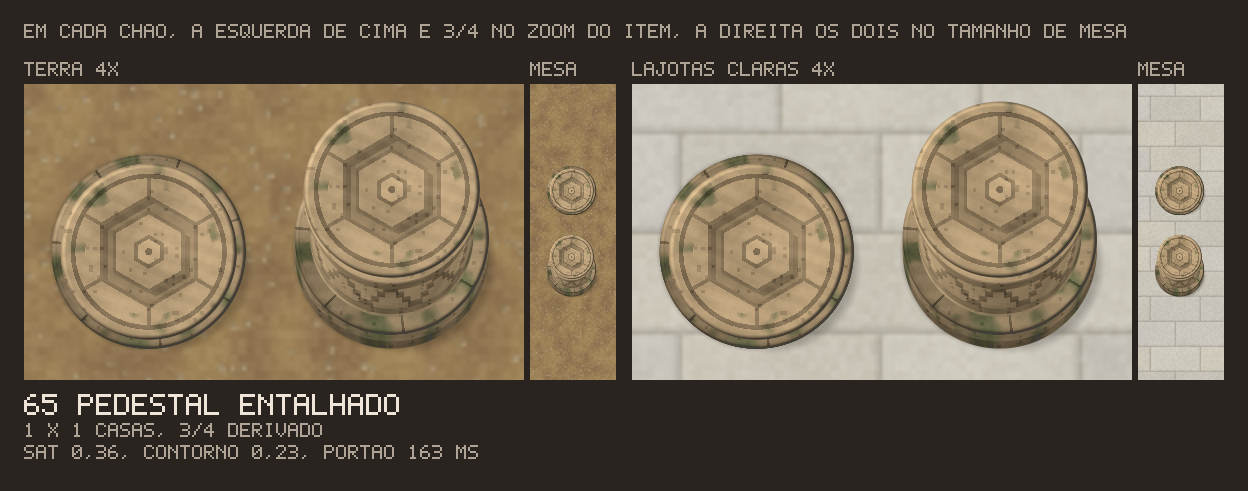 EM CADA CHAO, A ESQUERDA DE CIMA E 3/4 NO ZOOM DO ITEM, A DIREITA OS DOIS NO TAMANHO DE MESA
TERRA 4X MESA LAJOTAS CLARAS 4X MESA
65 PEDESTAL ENTALHADO
1 X 1 CASAS, 3/4 DERIVADO
SAT 0,36, CONTORNO 0,23, PORTAO 163 MS